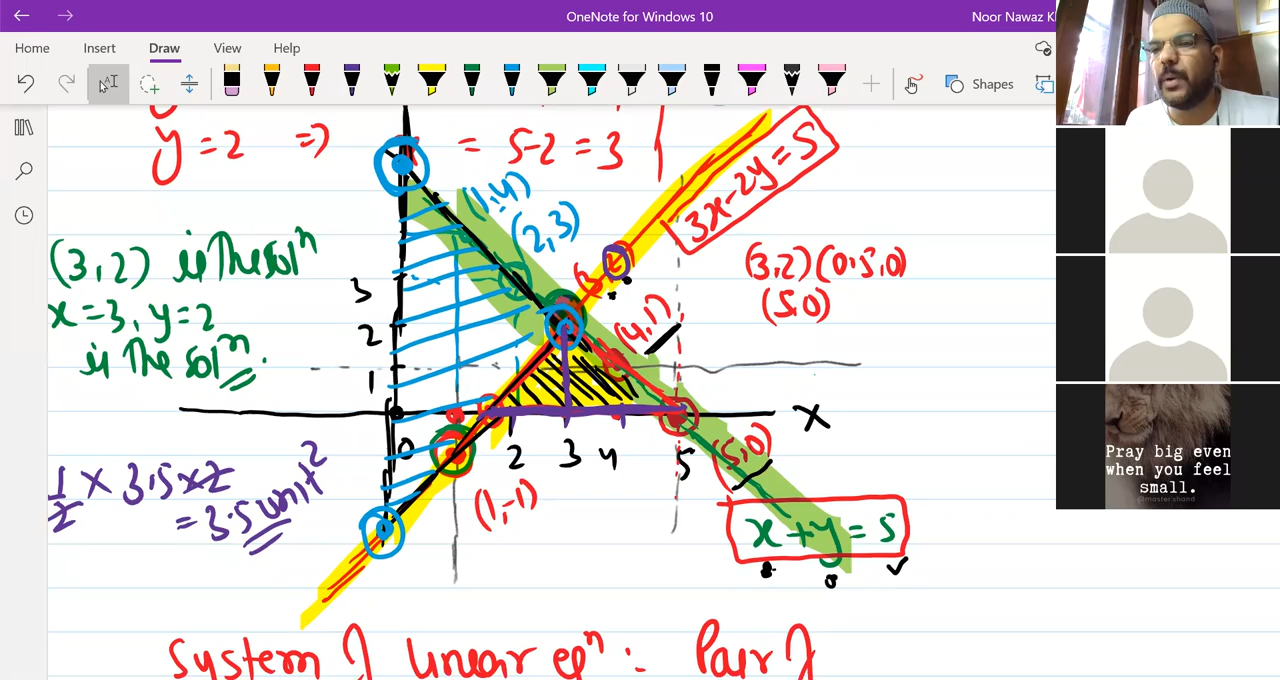 OneNote for Windows 10
Noor Nawaz K
Home Insert Draw View Help
Shapes
y = 2 ⇒ = 5-2 = 3
3x-2y=5
(1,4)
(2,3)
(3,2) is the solⁿ
x=3, y=2
is the solⁿ.
(3,2)(0.5,0)
(5,0)
(4,1)
3
2
1
0 2 3 4 5
X
(5,0)
(1,-1)
1/2 × 3.5 × 2
= 3.5 unit²
x+y=5
System of linear eqⁿ : Pair of
Pray big even
when you feel
small.